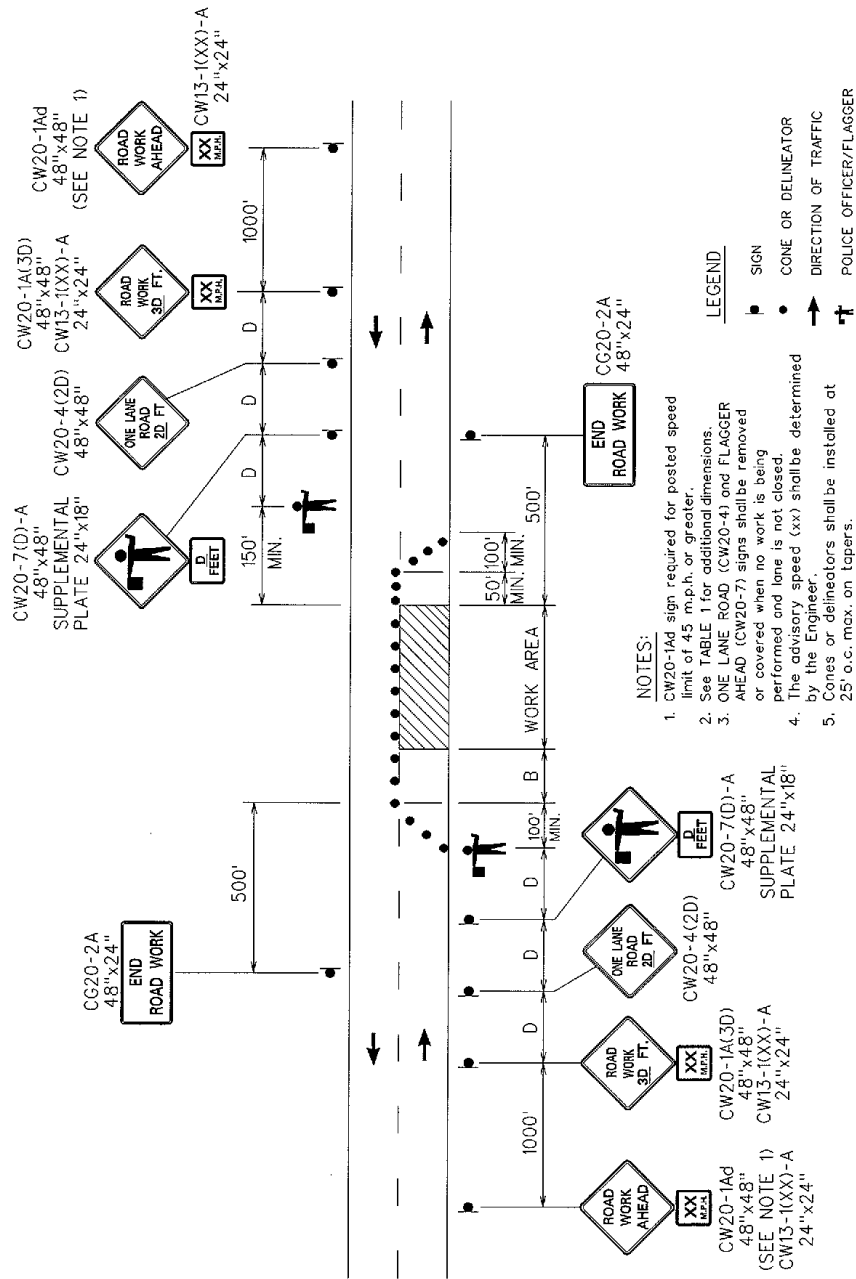 CW20-1Ad
48"x48"
(SEE NOTE 1)
ROAD
WORK
AHEAD
XX
M.P.H.
CW13-1(XX)-A
24"x24"
CW20-1A(3D)
48"x48"
CW13-1(XX)-A
24"x24"
ROAD
WORK
3D FT.
XX
M.P.H.
CW20-4(2D)
48"x48"
ONE LANE
ROAD
2D FT
CW20-7(D)-A
48"x48"
SUPPLEMENTAL
PLATE 24"x18"
D
FEET
CG20-2A
48"x24"
END
ROAD WORK
1000'
D
D
D
150'
MIN.
500'
50'
MIN.
100'
MIN.
500'
WORK AREA
B
100'
MIN.
D
D
D
1000'
CG20-2A
48"x24"
END
ROAD WORK
D
FEET
CW20-7(D)-A
48"x48"
SUPPLEMENTAL
PLATE 24"x18"
ONE LANE
ROAD
2D FT
CW20-4(2D)
48"x48"
ROAD
WORK
3D FT.
XX
M.P.H.
CW20-1A(3D)
48"x48"
CW13-1(XX)-A
24"x24"
ROAD
WORK
AHEAD
XX
M.P.H.
CW20-1Ad
48"x48"
(SEE NOTE 1)
CW13-1(XX)-A
24"x24"
NOTES:
1. CW20-1Ad sign required for posted speed
limit of 45 m.p.h. or greater.
2. See TABLE 1 for additional dimensions.
3. ONE LANE ROAD (CW20-4) and FLAGGER
AHEAD (CW20-7) signs shall be removed
or covered when no work is being
performed and lane is not closed.
4. The advisory speed (xx) shall be determined
by the Engineer.
5. Cones or delineators shall be installed at
25' o.c. max. on tapers.
LEGEND
SIGN
CONE OR DELINEATOR
DIRECTION OF TRAFFIC
POLICE OFFICER/FLAGGER